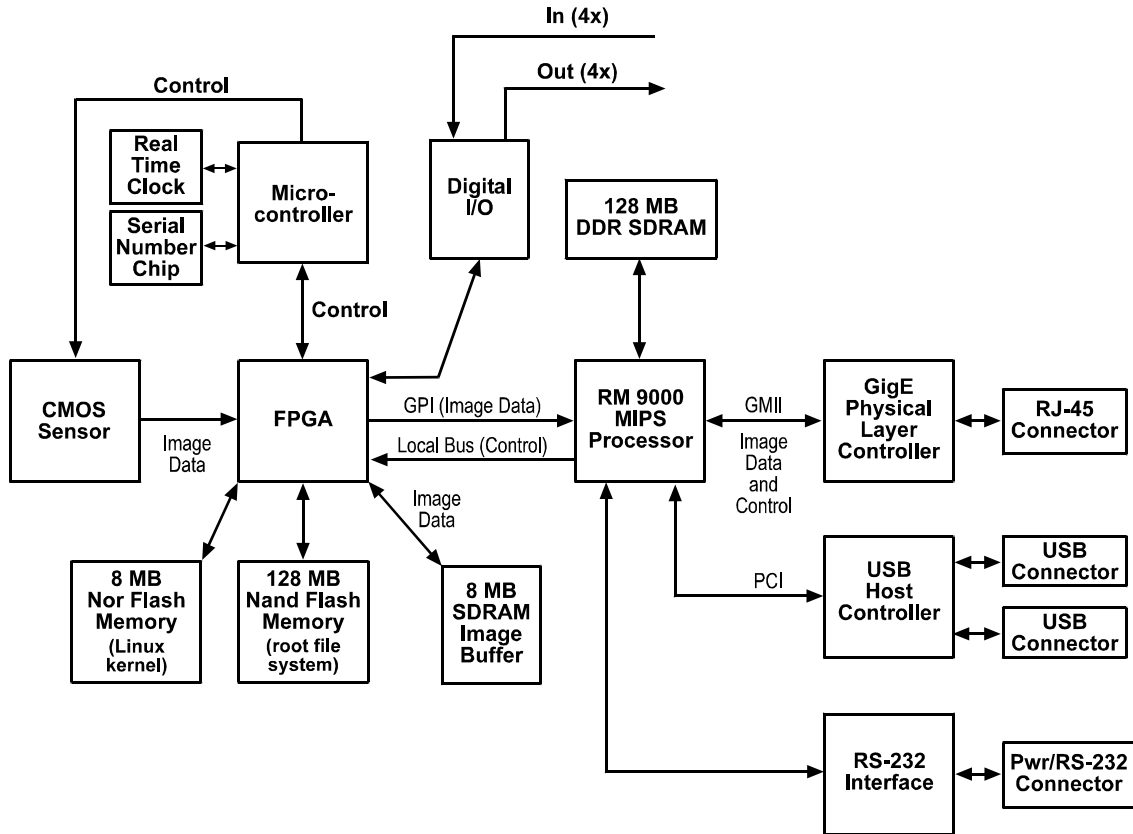 In (4x)
Out (4x)
Control
Real
Time
Clock
Micro-
controller
Serial
Number
Chip
Digital
I/O
128 MB
DDR SDRAM
Control
CMOS
Sensor
Image
Data
FPGA
GPI (Image Data)
Local Bus (Control)
RM 9000
MIPS
Processor
GMII
Image
Data
and
Control
GigE
Physical
Layer
Controller
RJ-45
Connector
Image
Data
8 MB
Nor Flash
Memory
(Linux
kernel)
128 MB
Nand Flash
Memory
(root file
system)
8 MB
SDRAM
Image
Buffer
PCI
USB
Host
Controller
USB
Connector
USB
Connector
RS-232
Interface
Pwr/RS-232
Connector